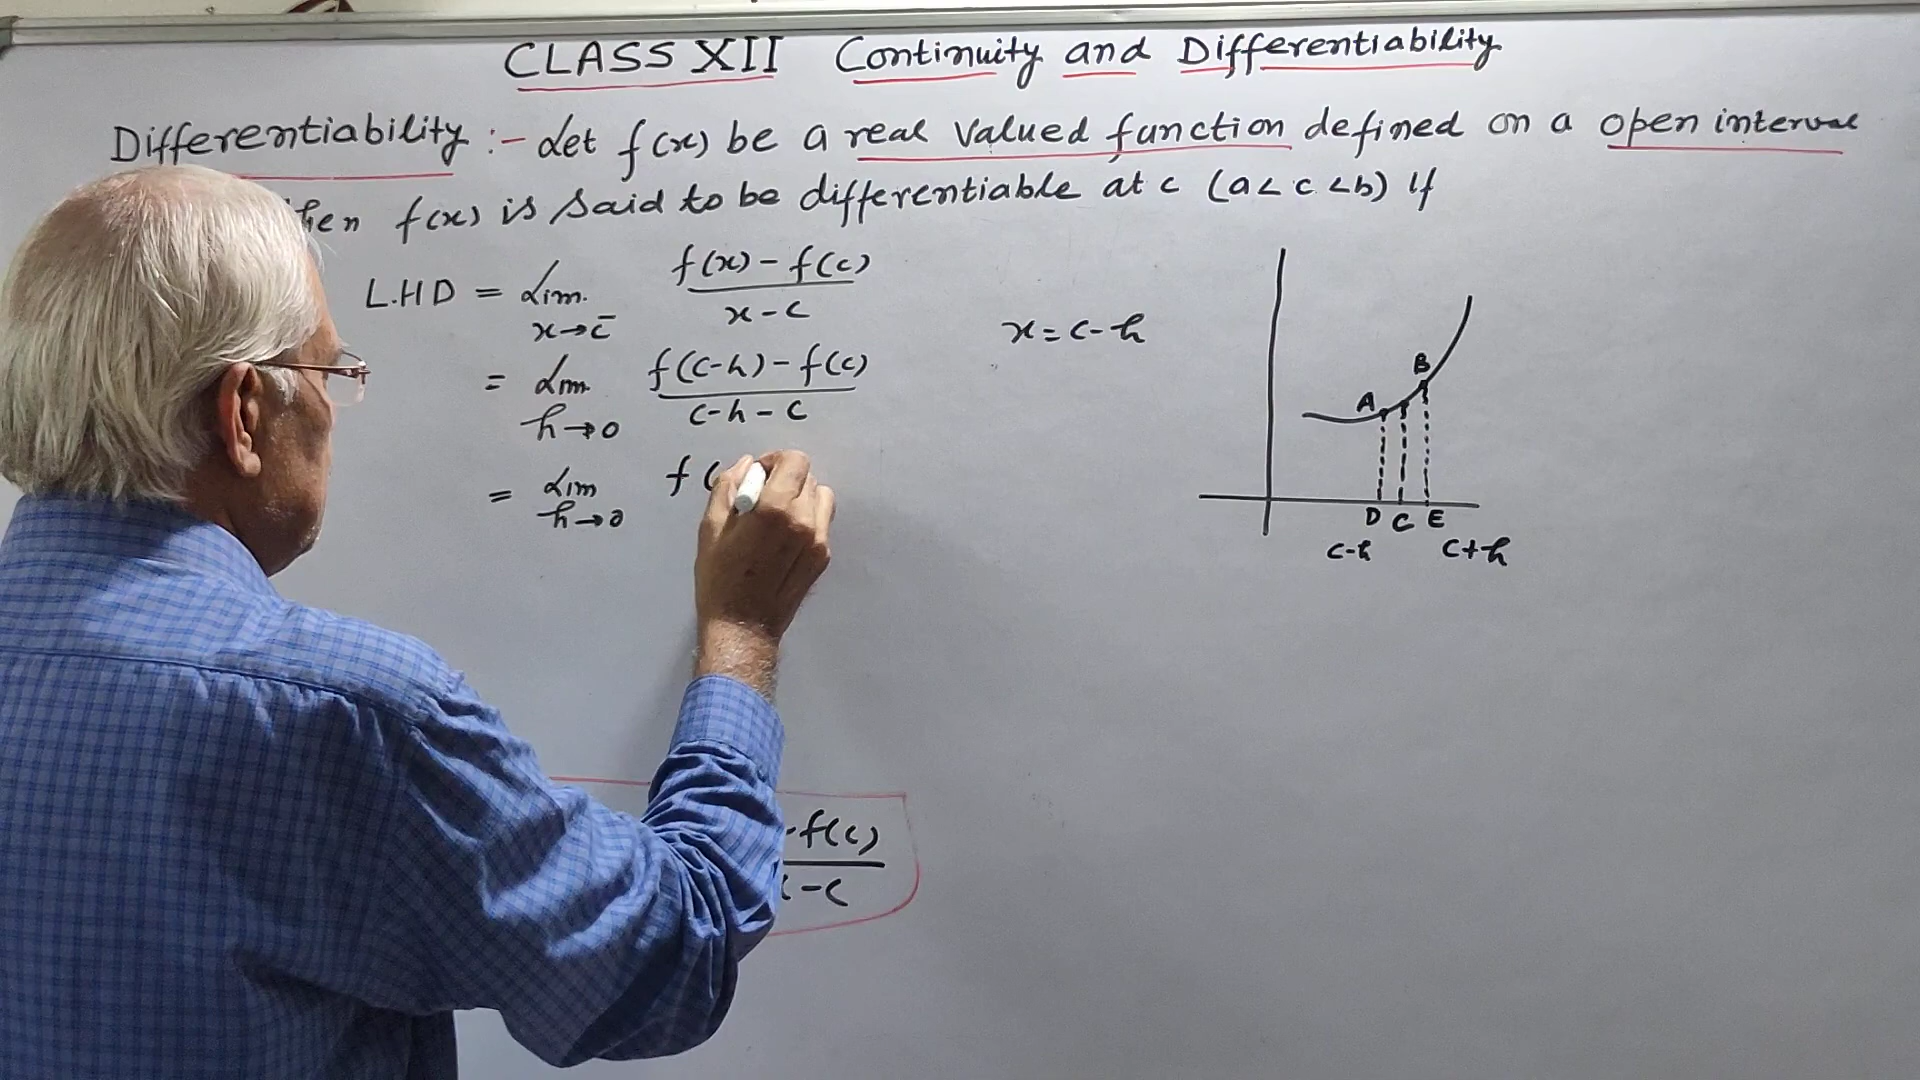 CLASS XII Continuity and Differentiability
Differentiability :- Let f(x) be a real valued function defined on a open interval
f(x) is said to be differentiable at c (a<c<b) If
L.HD = Lim. x→c⁻ f(x) - f(c) / x - c
x = c-h
= Lim. h→0 f(c-h) - f(c) / c-h-c
= Lim h→0 f(
A
B
D C E
c-h c+h
-f(c)
-c